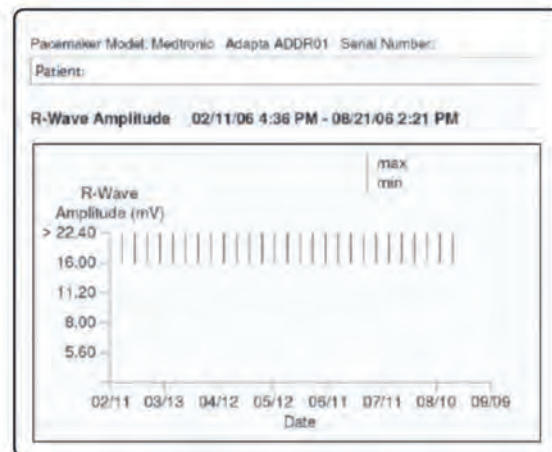 Pacemaker Model: Medtronic Adapta ADDR01 Serial Number:
Patient:
R-Wave Amplitude 02/11/06 4:36 PM - 08/21/06 2:21 PM
max
min
R-Wave
Amplitude (mV)
> 22.40
16.00
11.20
8.00
5.60
02/11 03/13 04/12 05/12 06/11 07/11 08/10 09/09
Date